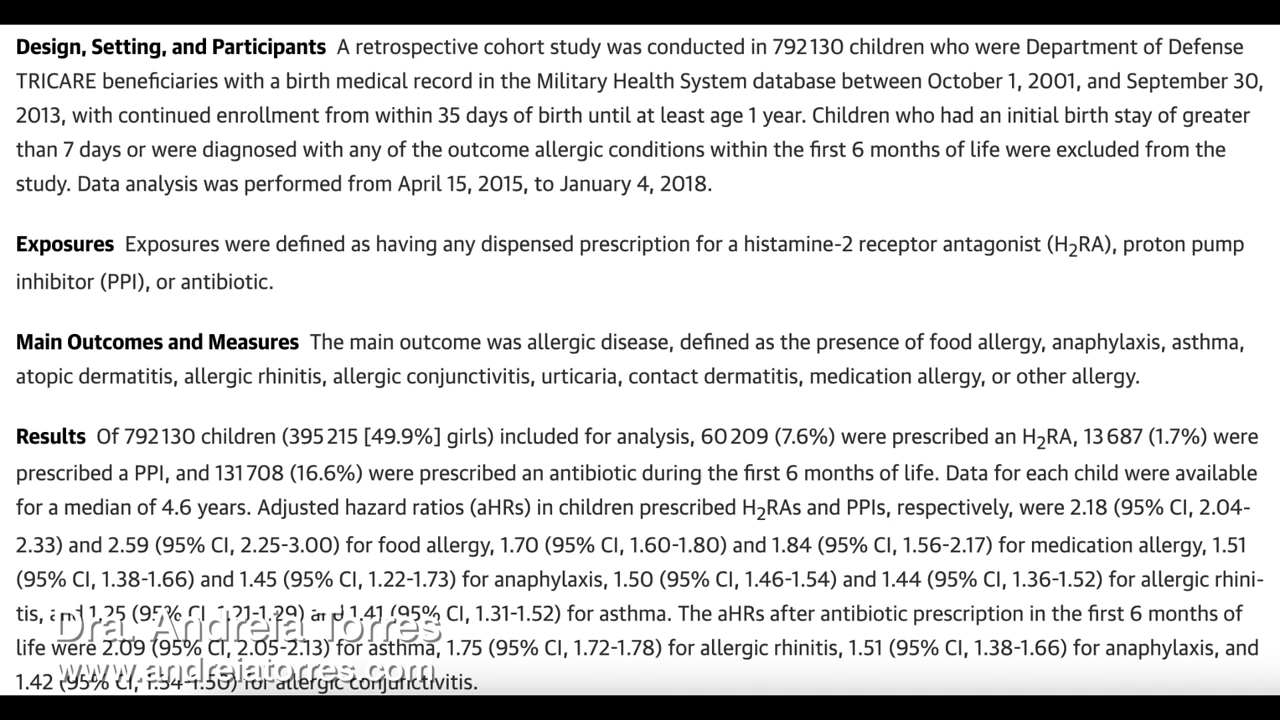 Design, Setting, and Participants A retrospective cohort study was conducted in 792 130 children who were Department of Defense
TRICARE beneficiaries with a birth medical record in the Military Health System database between October 1, 2001, and September 30,
2013, with continued enrollment from within 35 days of birth until at least age 1 year. Children who had an initial birth stay of greater
than 7 days or were diagnosed with any of the outcome allergic conditions within the first 6 months of life were excluded from the
study. Data analysis was performed from April 15, 2015, to January 4, 2018.
Exposures Exposures were defined as having any dispensed prescription for a histamine-2 receptor antagonist (H₂RA), proton pump
inhibitor (PPI), or antibiotic.
Main Outcomes and Measures The main outcome was allergic disease, defined as the presence of food allergy, anaphylaxis, asthma,
atopic dermatitis, allergic rhinitis, allergic conjunctivitis, urticaria, contact dermatitis, medication allergy, or other allergy.
Results Of 792 130 children (395 215 [49.9%] girls) included for analysis, 60 209 (7.6%) were prescribed an H₂RA, 13 687 (1.7%) were
prescribed a PPI, and 131 708 (16.6%) were prescribed an antibiotic during the first 6 months of life. Data for each child were available
for a median of 4.6 years. Adjusted hazard ratios (aHRs) in children prescribed H₂RAs and PPIs, respectively, were 2.18 (95% CI, 2.04-
2.33) and 2.59 (95% CI, 2.25-3.00) for food allergy, 1.70 (95% CI, 1.60-1.80) and 1.84 (95% CI, 1.56-2.17) for medication allergy, 1.51
(95% CI, 1.38-1.66) and 1.45 (95% CI, 1.22-1.73) for anaphylaxis, 1.50 (95% CI, 1.46-1.54) and 1.44 (95% CI, 1.36-1.52) for allergic rhini-
tis, and 1.25 (95% CI, 1.21-1.29) and 1.41 (95% CI, 1.31-1.52) for asthma. The aHRs after antibiotic prescription in the first 6 months of
Dra. Andreia Torres
life were 2.09 (95% CI, 2.05-2.13) for asthma, 1.75 (95% CI, 1.72-1.78) for allergic rhinitis, 1.51 (95% CI, 1.38-1.66) for anaphylaxis, and
www.andreiatorres.com
1.42 (95% CI, 1.34-1.50) for allergic conjunctivitis.